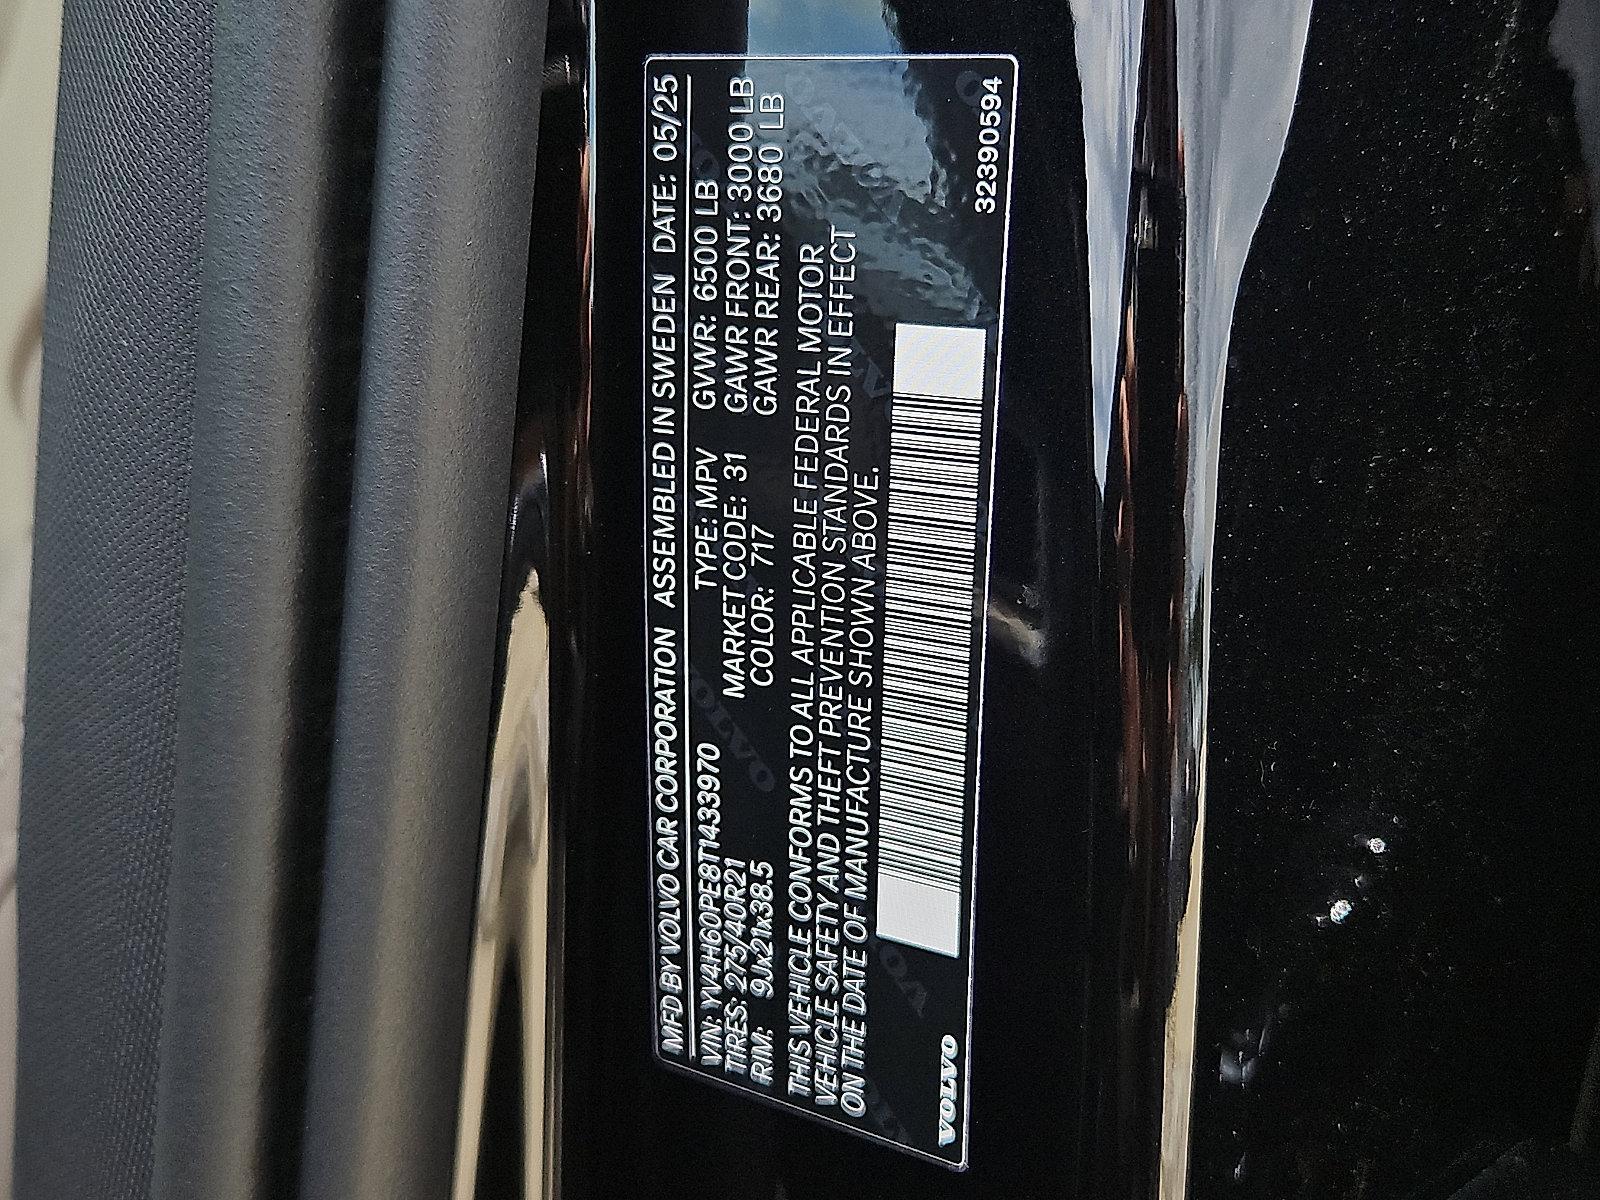 MFD BY VOLVO CAR CORPORATION ASSEMBLED IN SWEDEN DATE: 05/25
VIN: YV4H60PE8T1433970 TYPE: MPV GVWR: 6500 LB
TIRES: 275/40R21 MARKET CODE: 31 GAWR FRONT: 3000 LB
RIM: 9Jx21x38.5 COLOR: 717 GAWR REAR: 3680 LB
THIS VEHICLE CONFORMS TO ALL APPLICABLE FEDERAL MOTOR
VEHICLE SAFETY AND THEFT PREVENTION STANDARDS IN EFFECT
ON THE DATE OF MANUFACTURE SHOWN ABOVE.
VOLVO 32390594